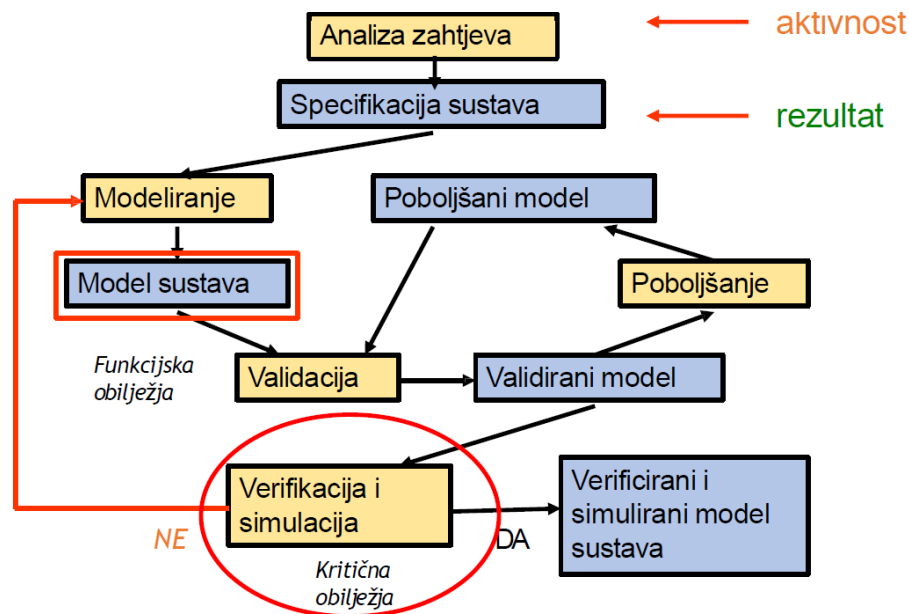 Analiza zahtjeva
aktivnost
Specifikacija sustava
rezultat
Modeliranje
Poboljšani model
Model sustava
Poboljšanje
Funkcijska
obilježja
Validacija
Validirani model
Verifikacija i
simulacija
NE
DA
Verificirani i
simulirani model
sustava
Kritična
obilježja